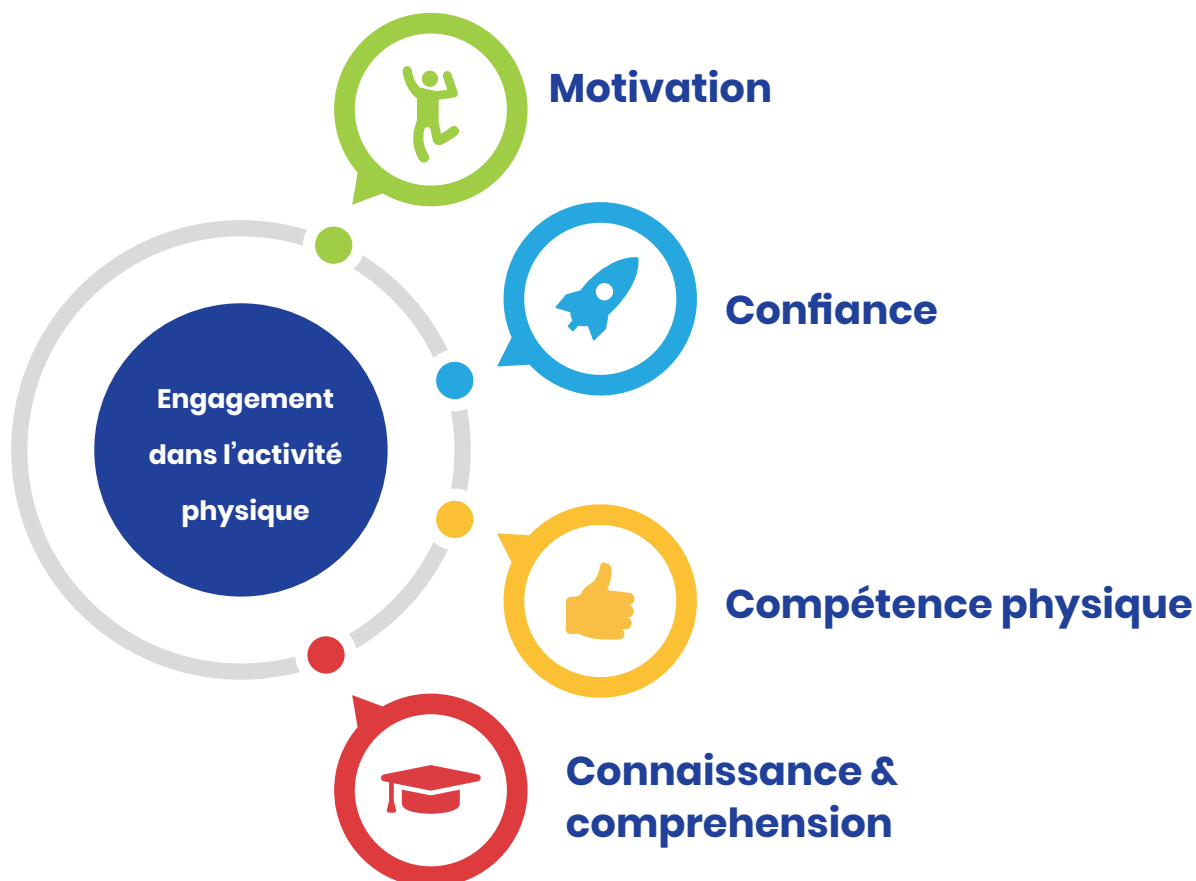 Motivation
Confiance
Engagement
dans l'activité
physique
Compétence physique
Connaissance &
comprehension